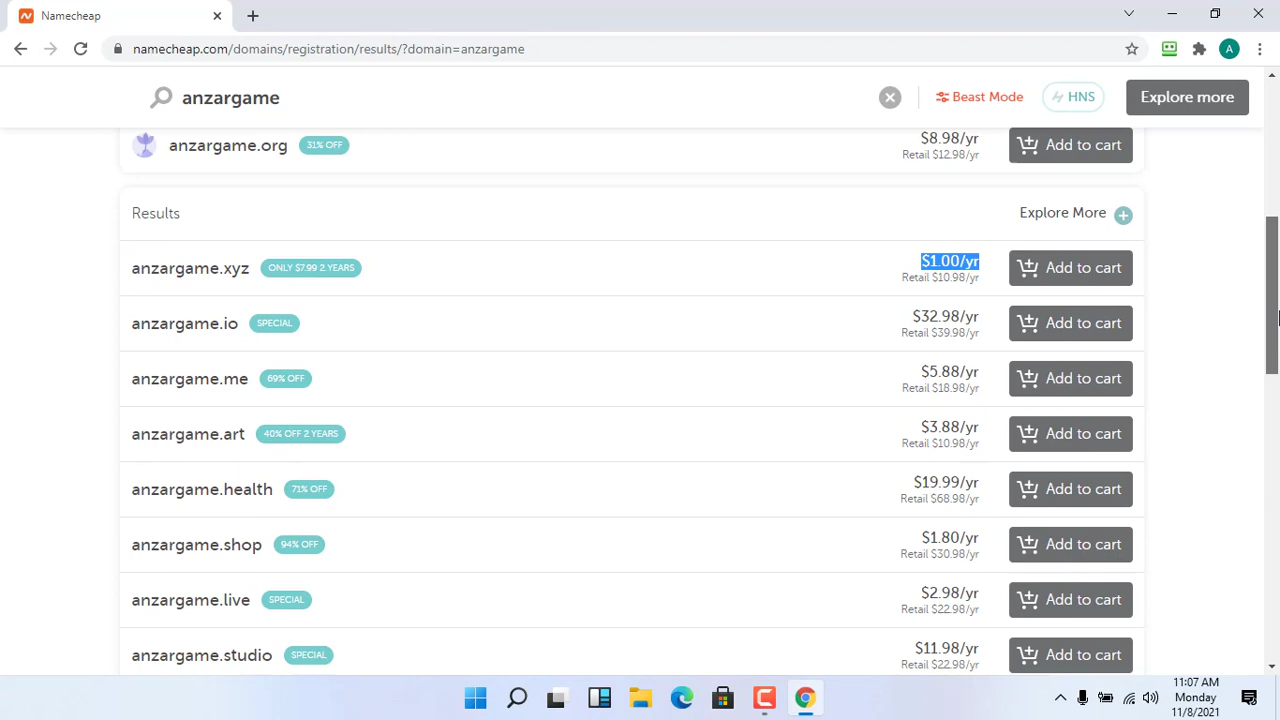 Namecheap
namecheap.com/domains/registration/results/?domain=anzargame
A
anzargame
Beast Mode
HNS
Explore more
anzargame.org 31% OFF $8.98/yr Add to cart
Retail $12.98/yr
Results Explore More
anzargame.xyz ONLY $7.99 2 YEARS $1.00/yr Add to cart
Retail $10.98/yr
anzargame.io SPECIAL $32.98/yr Add to cart
Retail $39.98/yr
anzargame.me 69% OFF $5.88/yr Add to cart
Retail $18.98/yr
anzargame.art 40% OFF 2 YEARS $3.88/yr Add to cart
Retail $10.98/yr
anzargame.health 71% OFF $19.99/yr Add to cart
Retail $68.98/yr
anzargame.shop 94% OFF $1.80/yr Add to cart
Retail $30.98/yr
anzargame.live SPECIAL $2.98/yr Add to cart
Retail $22.98/yr
anzargame.studio SPECIAL $11.98/yr Add to cart
Retail $22.98/yr
11:07 AM
Monday
11/8/2021